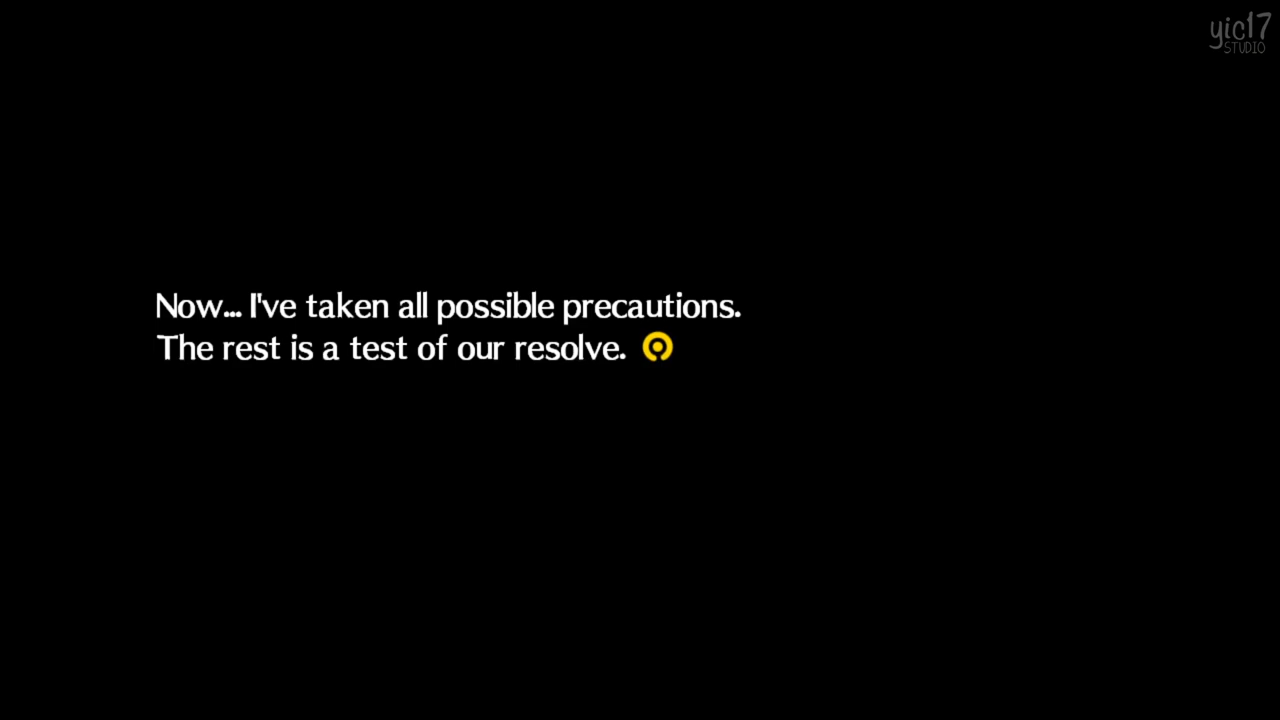 yic17
STUDIO
Now... I've taken all possible precautions.
The rest is a test of our resolve.